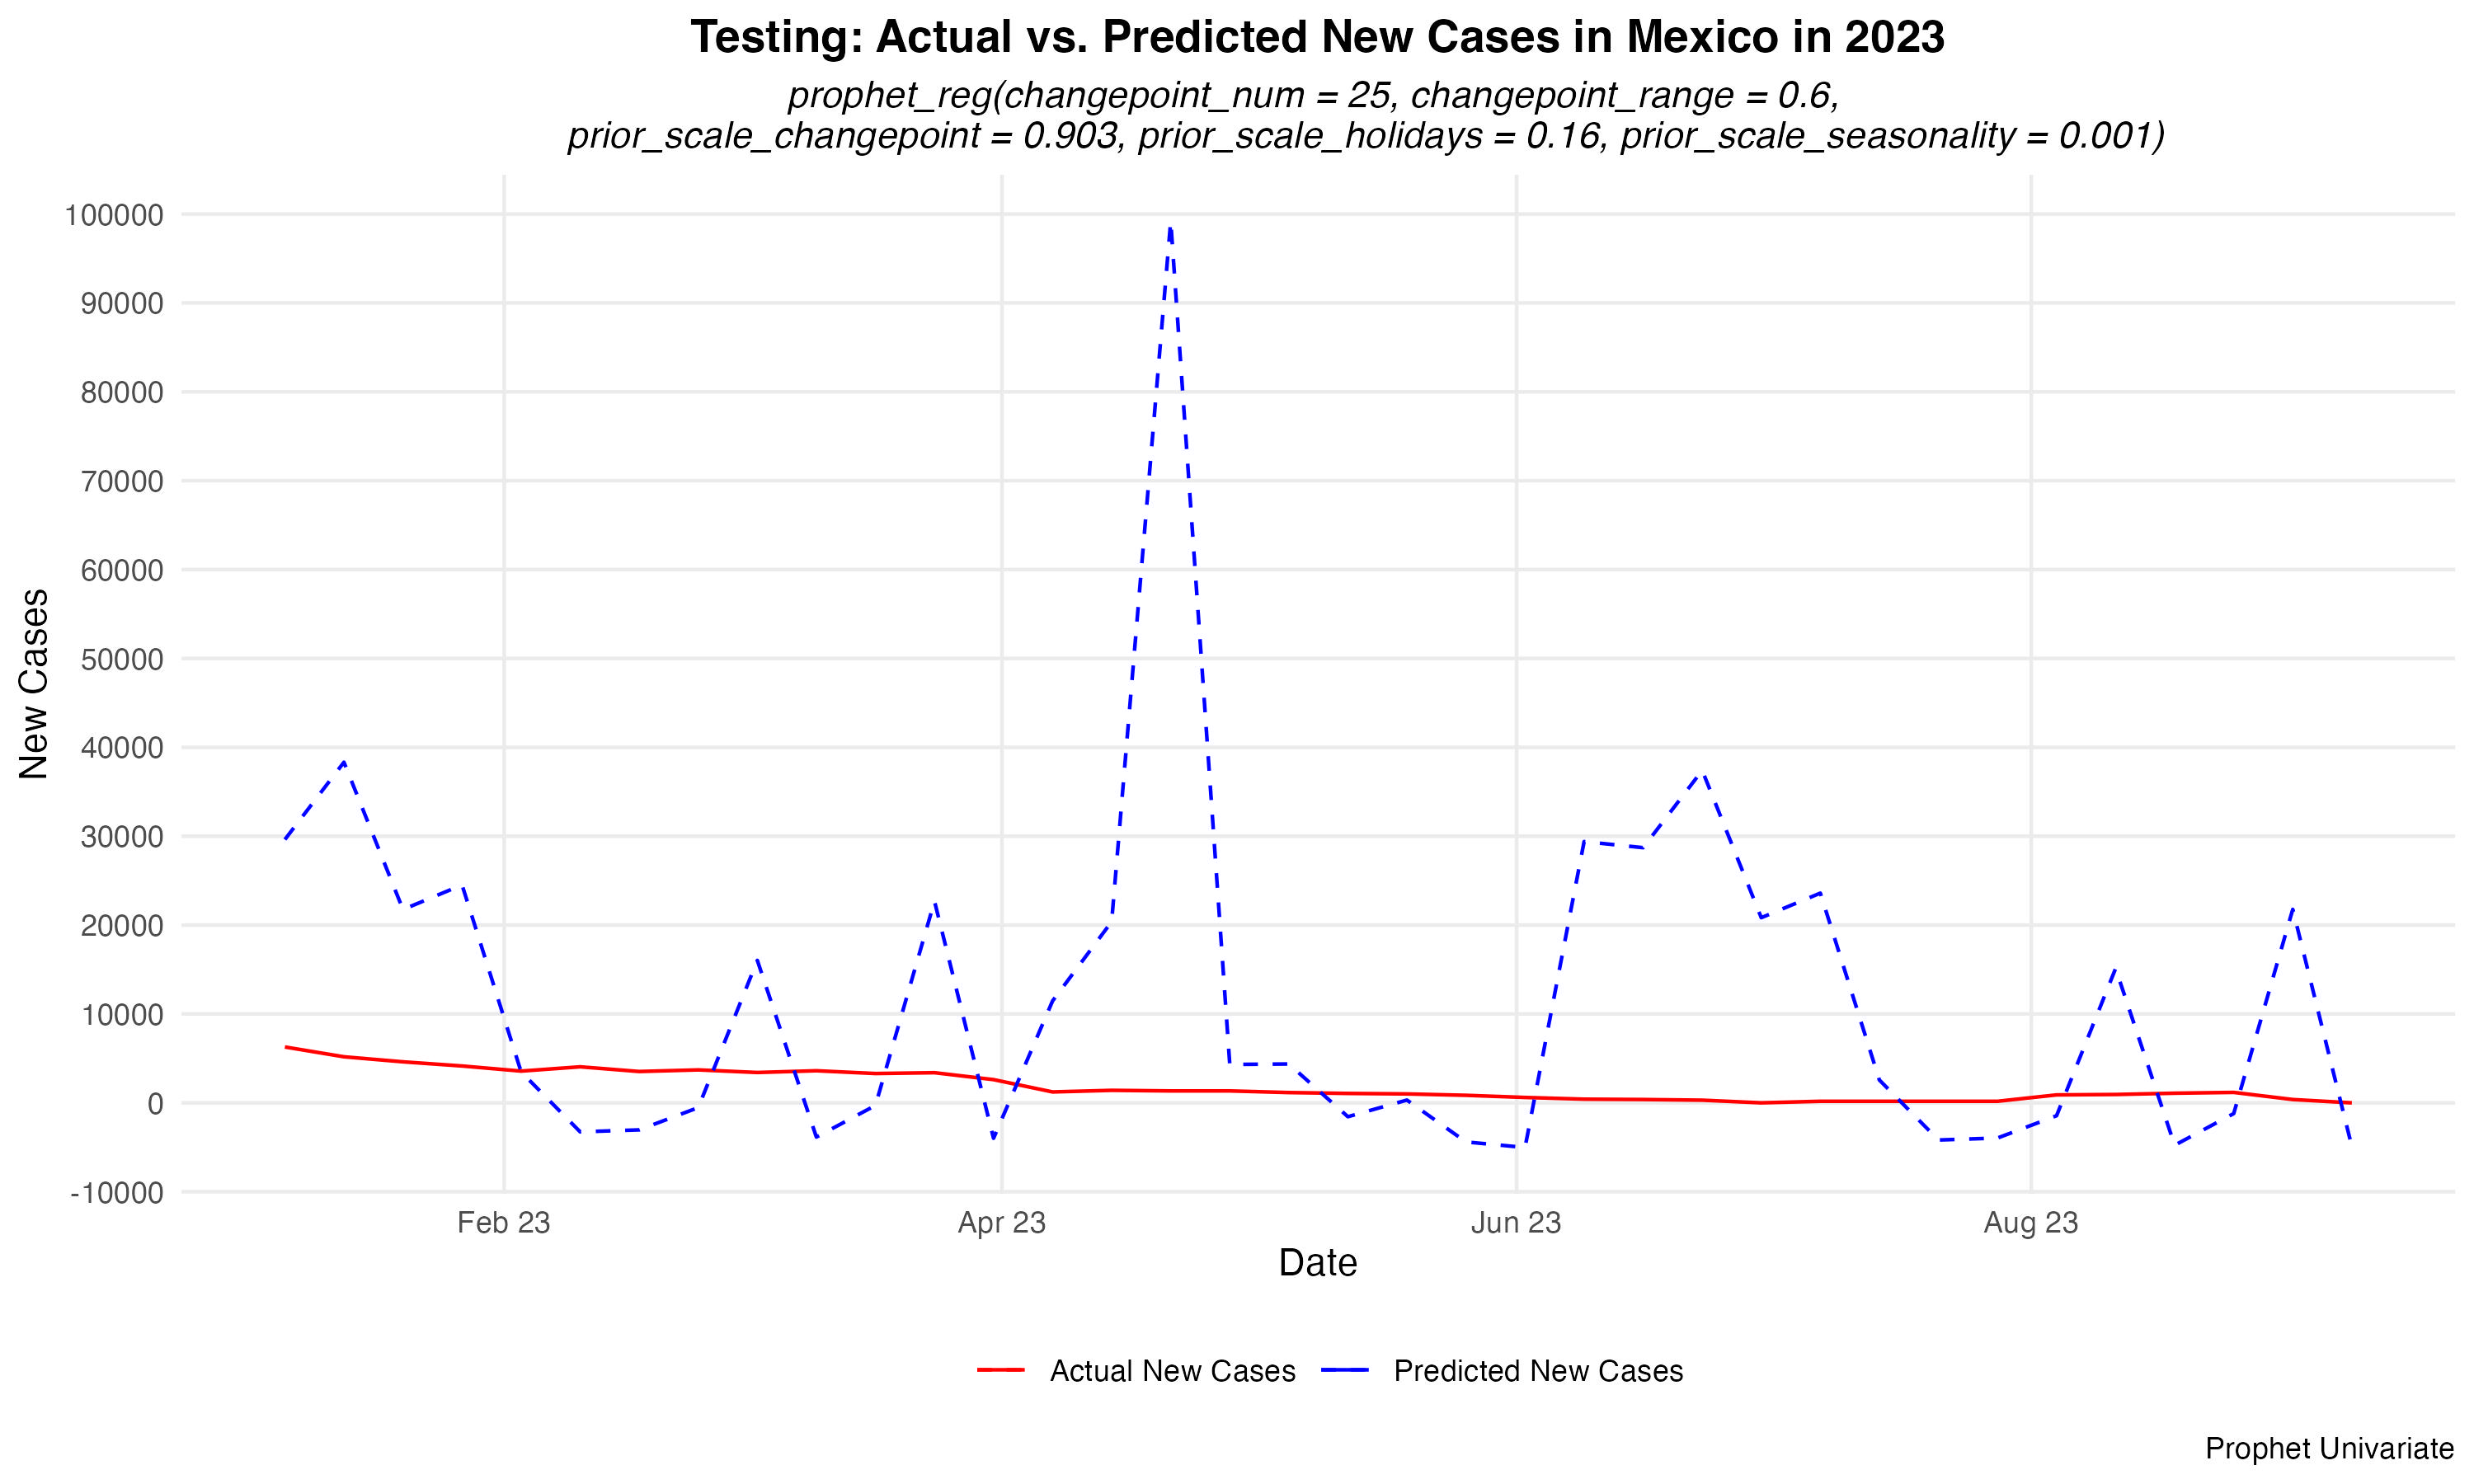 Testing: Actual vs. Predicted New Cases in Mexico in 2023
prophet_reg(changepoint_num = 25, changepoint_range = 0.6,
prior_scale_changepoint = 0.903, prior_scale_holidays = 0.16, prior_scale_seasonality = 0.001)
New Cases
100000
90000
80000
70000
60000
50000
40000
30000
20000
10000
0
-10000
Feb 23
Apr 23
Jun 23
Aug 23
Date
Actual New Cases
Predicted New Cases
Prophet Univariate